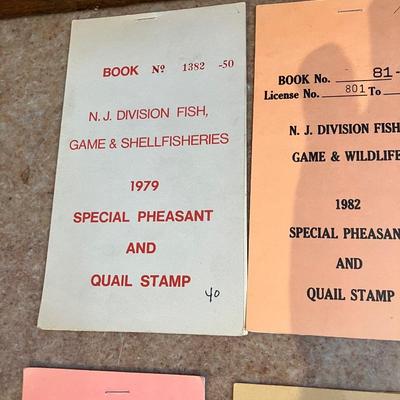 BOOK Nº 1382 -50
N. J. DIVISION FISH,
GAME & SHELLFISHERIES
1979
SPECIAL PHEASANT
AND
QUAIL STAMP
40
BOOK No. 81-
License No. 801 To
N. J. DIVISION FISH
GAME & WILDLIFE
1982
SPECIAL PHEASAN
AND
QUAIL STAMP